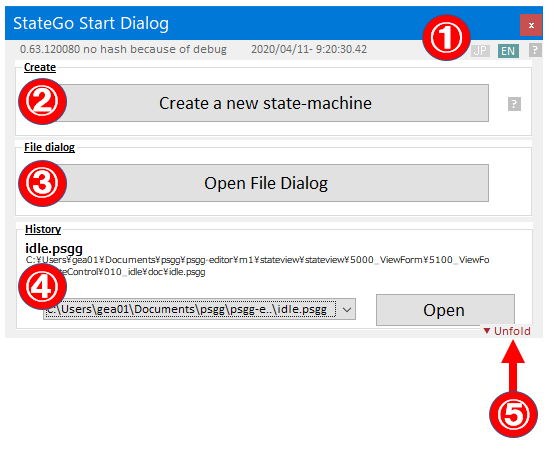 StateGo Start Dialog
x
0.63.120080 no hash because of debug 2020/04/11- 9:20:30.42
①
JP EN ?
Create
② Create a new state-machine ?
File dialog
③ Open File Dialog
History
idle.psgg
C:¥Users¥gea01¥Documents¥psgg¥psgg-editor¥m1¥stateview¥stateview¥5000_ViewForm¥5100_ViewFo
teControl¥010_idle¥doc¥idle.psgg
④
C:\Users\gea01\Documents\psgg\psgg-e..\idle.psgg Open
▼ Unfold
⑤